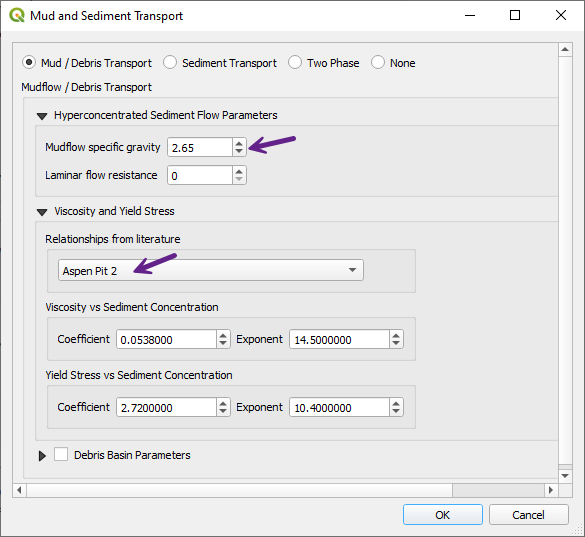 Mud and Sediment Transport
Mud / Debris Transport Sediment Transport Two Phase None
Mudflow / Debris Transport
Hyperconcentrated Sediment Flow Parameters
Mudflow specific gravity 2.65
Laminar flow resistance 0
Viscosity and Yield Stress
Relationships from literature
Aspen Pit 2
Viscosity vs Sediment Concentration
Coefficient 0.0538000 Exponent 14.5000000
Yield Stress vs Sediment Concentration
Coefficient 2.7200000 Exponent 10.4000000
Debris Basin Parameters
OK Cancel